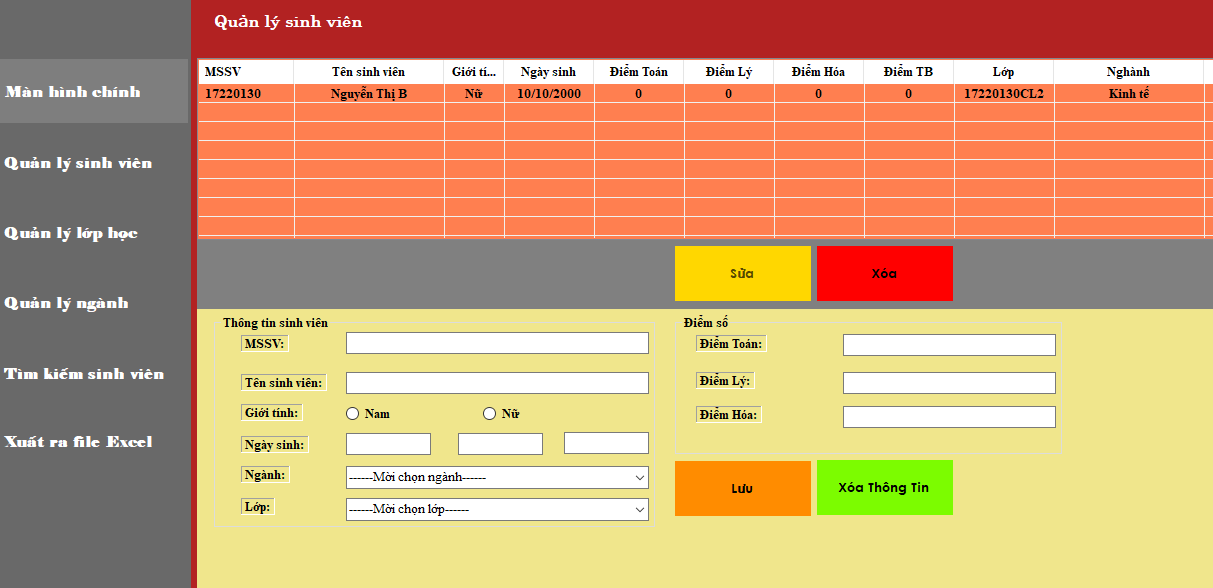 Quản lý sinh viên
Màn hình chính
Quản lý sinh viên
Quản lý lớp học
Quản lý ngành
Tìm kiếm sinh viên
Xuất ra file Excel
MSSV Tên sinh viên Giới tí... Ngày sinh Điểm Toán Điểm Lý Điểm Hóa Điểm TB Lớp Nghành
17220130 Nguyễn Thị B Nữ 10/10/2000 0 0 0 0 17220130CL2 Kinh tế
Sửa Xóa
Thông tin sinh viên
MSSV:
Tên sinh viên:
Giới tính: Nam Nữ
Ngày sinh:
Ngành: ------Mời chọn ngành------
Lớp: ------Mời chọn lớp------
Điểm số
Điểm Toán:
Điểm Lý:
Điểm Hóa:
Lưu Xóa Thông Tin